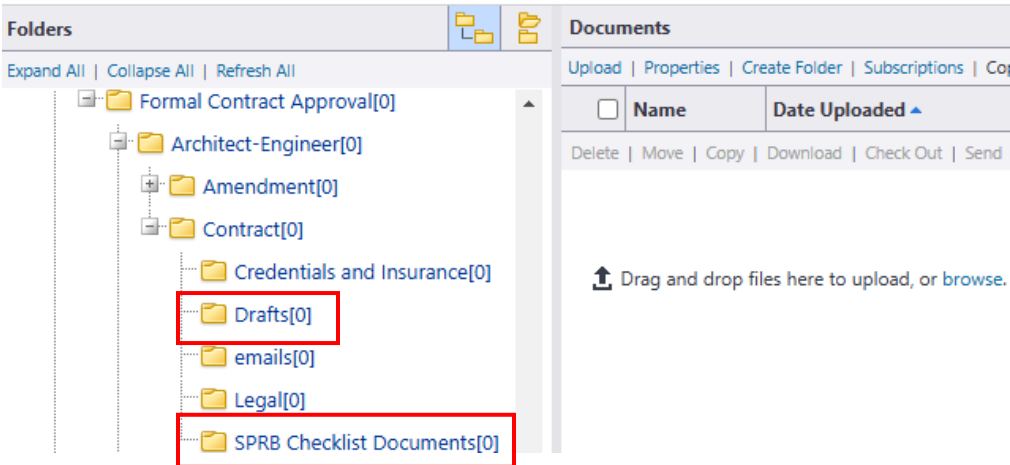 Folders
Expand All | Collapse All | Refresh All
Formal Contract Approval[0]
Architect-Engineer[0]
Amendment[0]
Contract[0]
Credentials and Insurance[0]
Drafts[0]
emails[0]
Legal[0]
SPRB Checklist Documents[0]
Documents
Upload | Properties | Create Folder | Subscriptions | Cop
Name Date Uploaded
Delete | Move | Copy | Download | Check Out | Send
Drag and drop files here to upload, or browse.